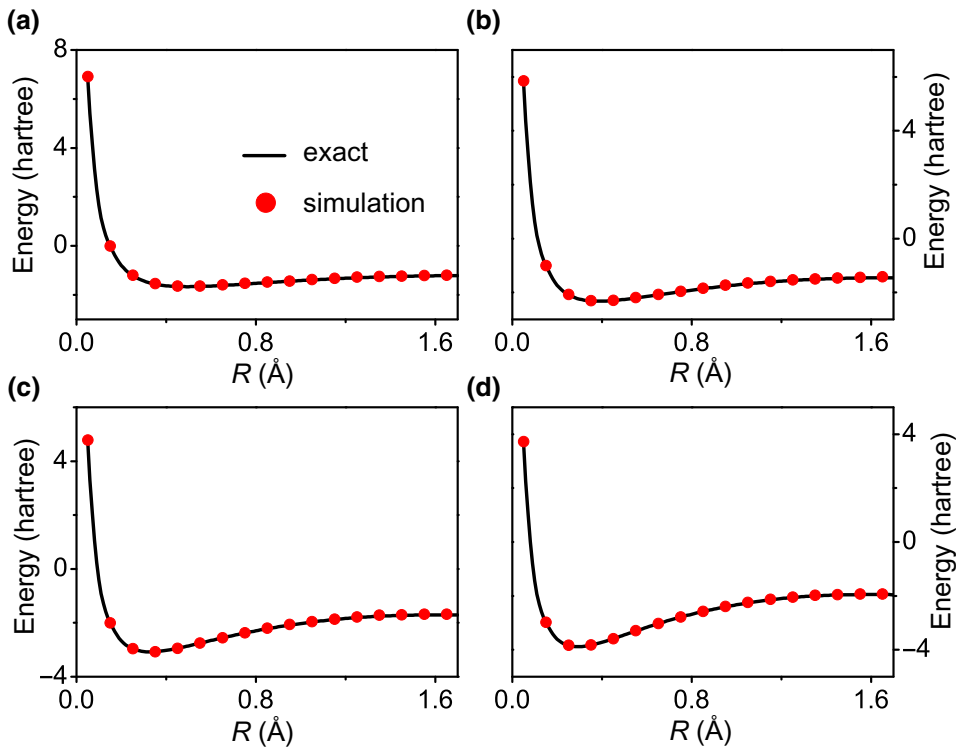 (a)
Energy (hartree)
8
4
0
exact
simulation
0.0
0.8
1.6
R (Å)
(b)
Energy (hartree)
4
0
0.0
0.8
1.6
R (Å)
(c)
Energy (hartree)
4
0
−4
0.0
0.8
1.6
R (Å)
(d)
Energy (hartree)
4
0
−4
0.0
0.8
1.6
R (Å)